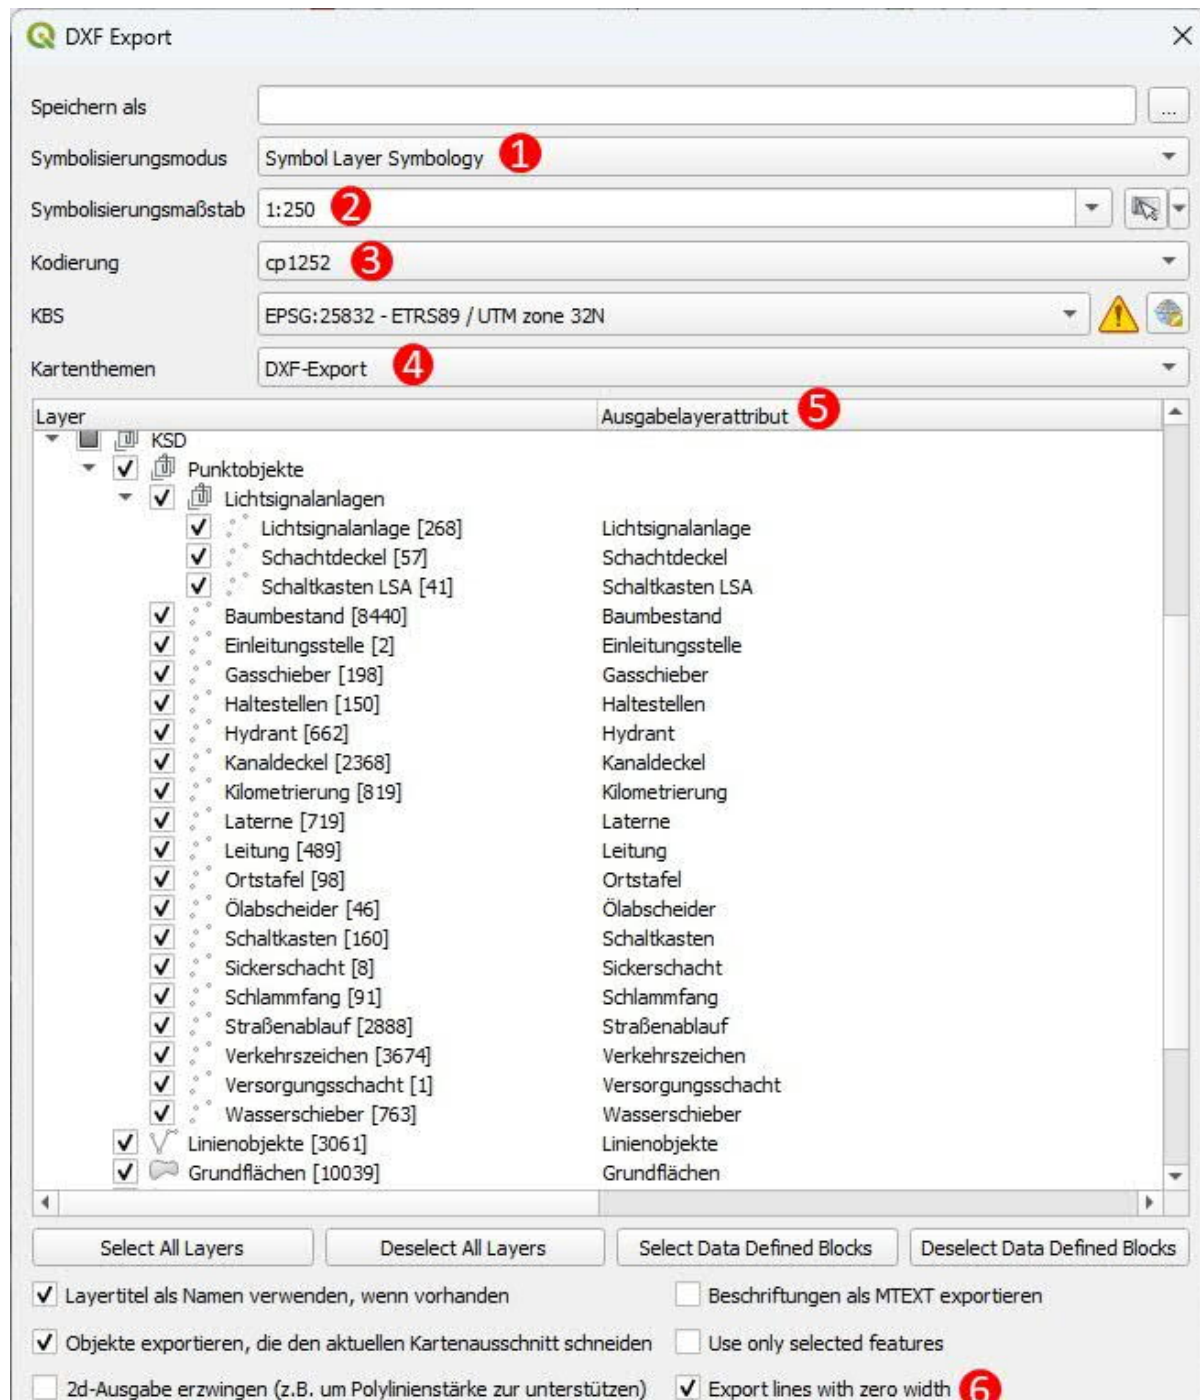 DXF Export
Speichern als
...
Symbolisierungsmodus Symbol Layer Symbology 1
Symbolisierungsmaßstab 1:250 2
Kodierung cp1252 3
KBS EPSG:25832 - ETRS89 / UTM zone 32N
Kartenthemen DXF-Export 4
Layer Ausgabelayerattribut 5
KSD
Punktobjekte
Lichtsignalanlagen
Lichtsignalanlage [268] Lichtsignalanlage
Schachtdeckel [57] Schachtdeckel
Schaltkasten LSA [41] Schaltkasten LSA
Baumbestand [8440] Baumbestand
Einleitungsstelle [2] Einleitungsstelle
Gasschieber [198] Gasschieber
Haltestellen [150] Haltestellen
Hydrant [662] Hydrant
Kanaldeckel [2368] Kanaldeckel
Kilometrierung [819] Kilometrierung
Laterne [719] Laterne
Leitung [489] Leitung
Ortstafel [98] Ortstafel
Ölabscheider [46] Ölabscheider
Schaltkasten [160] Schaltkasten
Sickerschacht [8] Sickerschacht
Schlammfang [91] Schlammfang
Straßenablauf [2888] Straßenablauf
Verkehrszeichen [3674] Verkehrszeichen
Versorgungsschacht [1] Versorgungsschacht
Wasserschieber [763] Wasserschieber
Linienobjekte [3061] Linienobjekte
Grundflächen [10039] Grundflächen
Select All Layers Deselect All Layers Select Data Defined Blocks Deselect Data Defined Blocks
Layertitel als Namen verwenden, wenn vorhanden Beschriftungen als MTEXT exportieren
Objekte exportieren, die den aktuellen Kartenausschnitt schneiden Use only selected features
2d-Ausgabe erzwingen (z.B. um Polylinienstärke zur unterstützen) Export lines with zero width 6